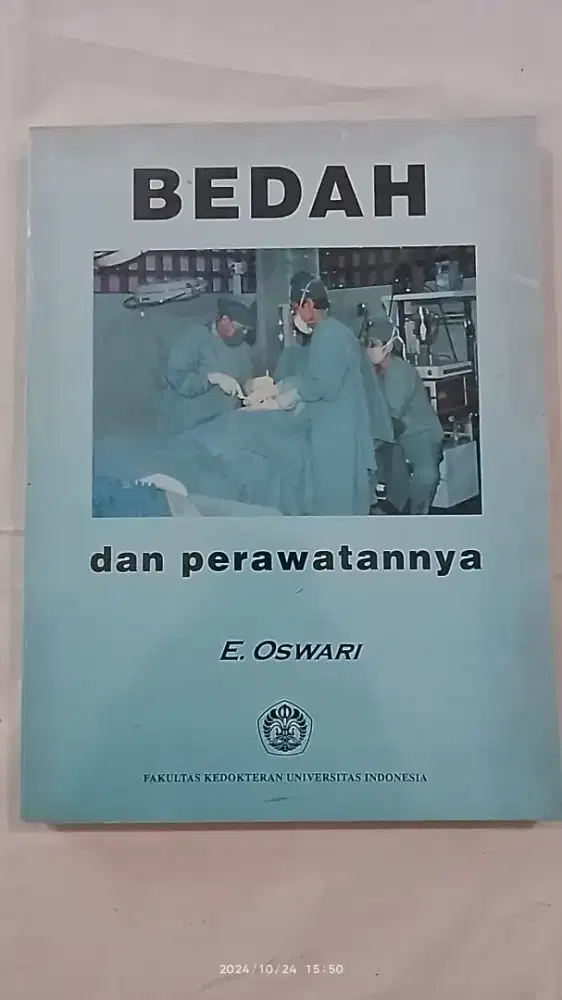 BEDAH
dan perawatannya
E. OSWARI
FAKULTAS KEDOKTERAN UNIVERSITAS INDONESIA
2024/10/24 15:50